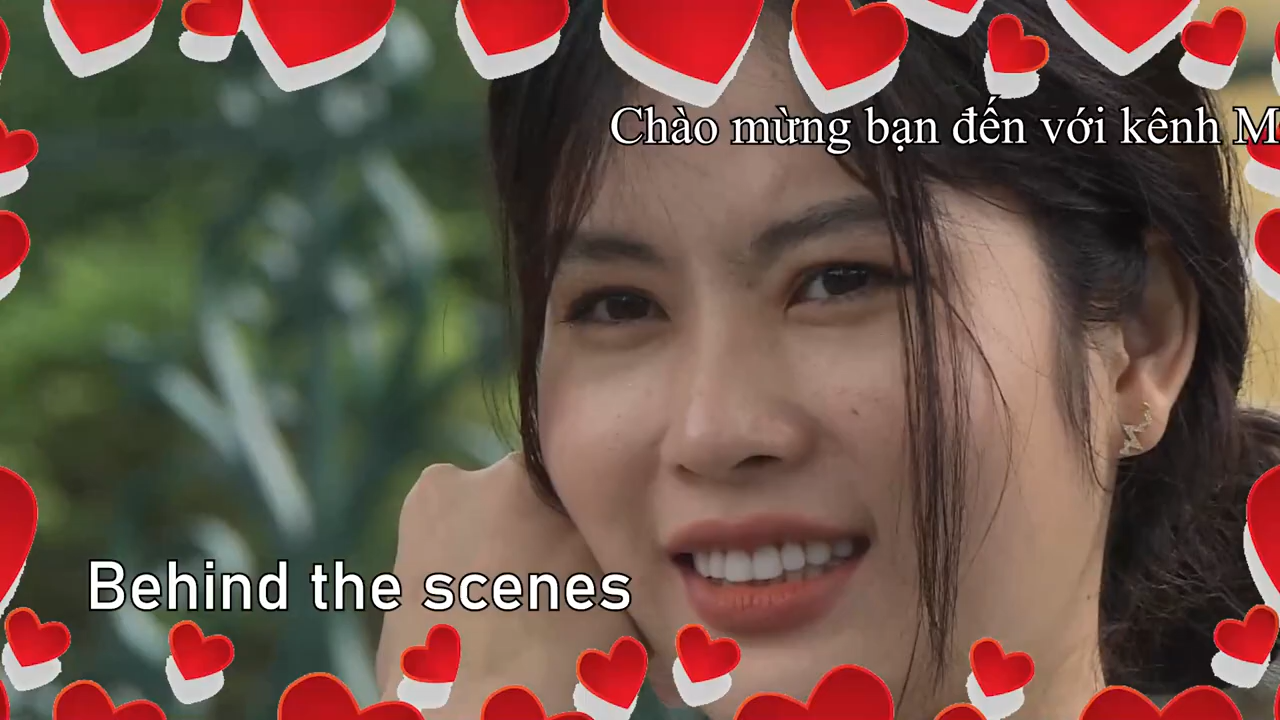 Chào mừng bạn đến với kênh M
Behind the scenes